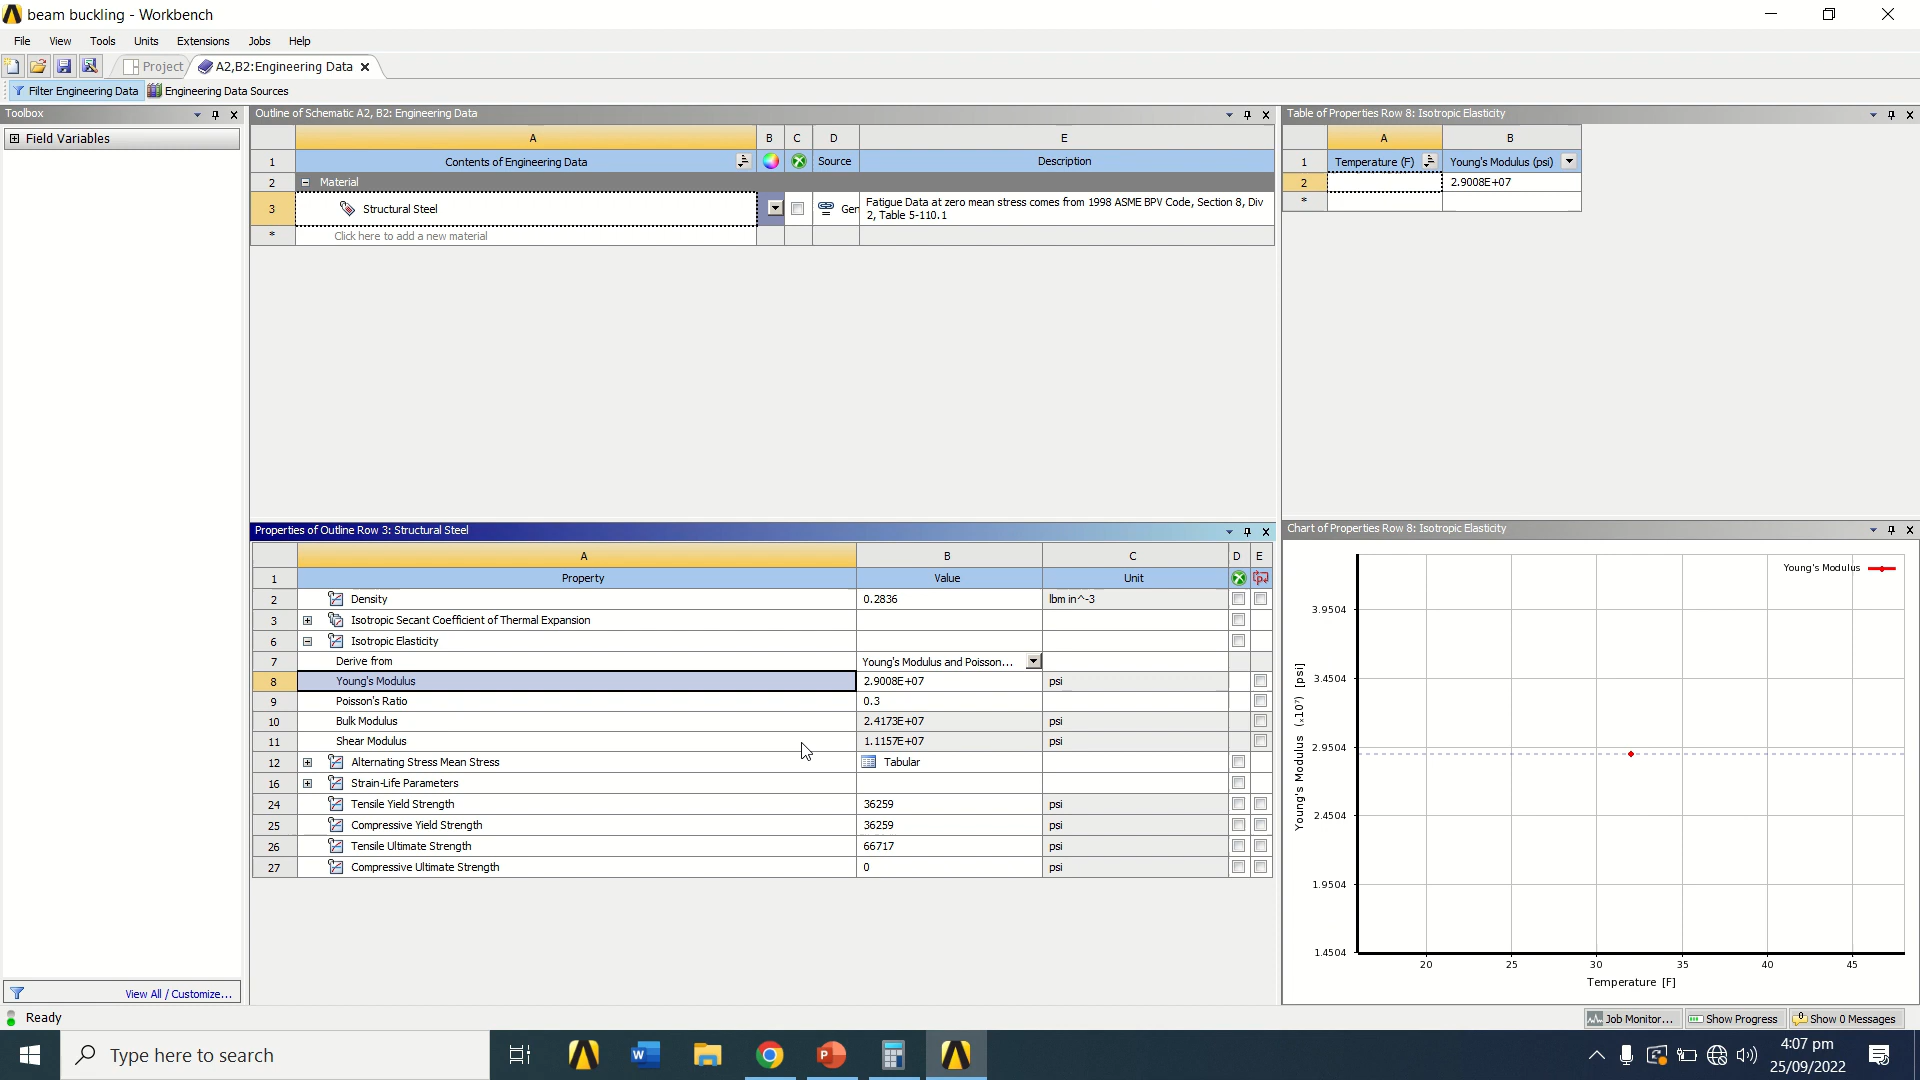 beam buckling - Workbench
File View Tools Units Extensions Jobs Help
Project A2,B2:Engineering Data
Filter Engineering Data Engineering Data Sources
Toolbox
Field Variables
View All / Customize...
Outline of Schematic A2, B2: Engineering Data
A B C D E
1 Contents of Engineering Data Source Description
2 Material
3 Structural Steel Ger Fatigue Data at zero mean stress comes from 1998 ASME BPV Code, Section 8, Div
2, Table 5-110.1
* Click here to add a new material
Table of Properties Row 8: Isotropic Elasticity
A B
1 Temperature (F) Young's Modulus (psi)
2 2.9008E+07
*
Properties of Outline Row 3: Structural Steel
A B C D E
1 Property Value Unit
2 Density 0.2836 lbm in^-3
3 Isotropic Secant Coefficient of Thermal Expansion
6 Isotropic Elasticity
7 Derive from Young's Modulus and Poisson...
8 Young's Modulus 2.9008E+07 psi
9 Poisson's Ratio 0.3
10 Bulk Modulus 2.4173E+07 psi
11 Shear Modulus 1.1157E+07 psi
12 Alternating Stress Mean Stress Tabular
16 Strain-Life Parameters
24 Tensile Yield Strength 36259 psi
25 Compressive Yield Strength 36259 psi
26 Tensile Ultimate Strength 66717 psi
27 Compressive Ultimate Strength 0 psi
Chart of Properties Row 8: Isotropic Elasticity
Young's Modulus
3.9504
3.4504
2.9504
2.4504
1.9504
1.4504
Young's Modulus (.10⁷) [psi]
20 25 30 35 40 45
Temperature [F]
Ready
Job Monitor... Show Progress Show 0 Messages
Type here to search
4:07 pm
25/09/2022